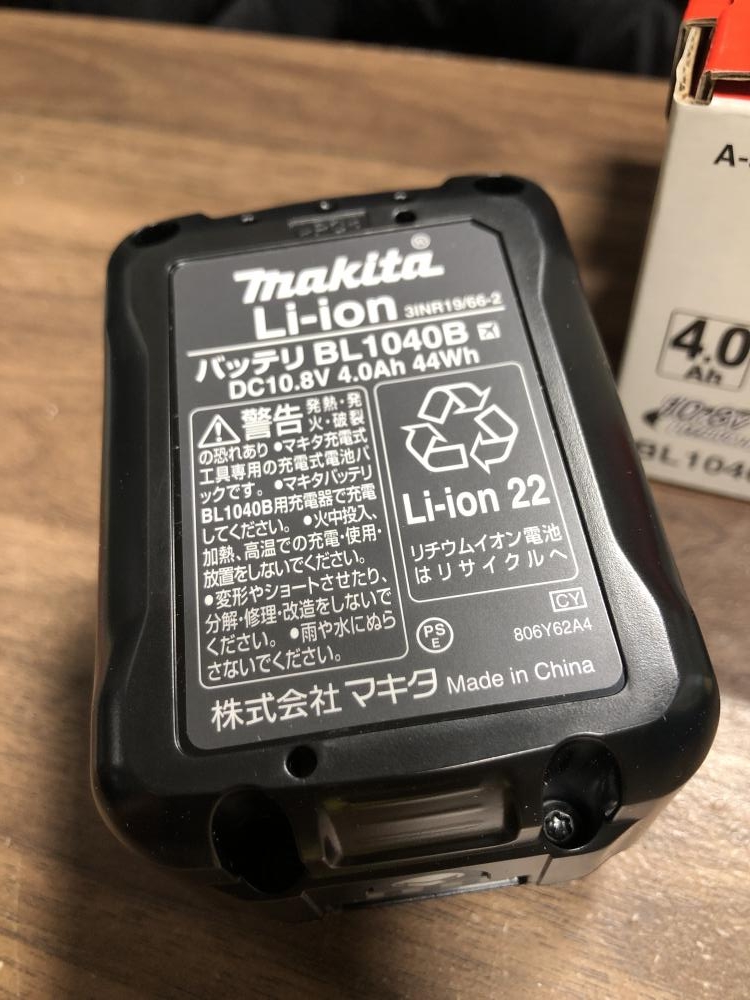 makita®
Li-ion 3INR19/66-2
バッテリ BL1040B
DC10.8V 4.0Ah 44Wh
警告 発熱・発
火・破裂
の恐れあり ●マキタ充電式
工具専用の充電式電池パ
ックです。 ●マキタバッテリ
BL1040B用充電器で充電
してください。 ●火中投入、
加熱、高温での充電・使用・
放置をしないでください。
●変形やショートさせたり、
分解・修理・改造をしないで
ください。 ●雨や水にぬら
さないでください。
Li-ion 22
リチウムイオン電池
はリサイクルへ
CY
PS
E
806Y62A4
株式会社 マキタ Made in China
A-
4.0
Ah
10.8V
BL104